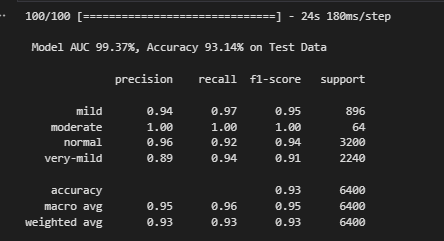 100/100 [==============================] - 24s 180ms/step
Model AUC 99.37%, Accuracy 93.14% on Test Data
precision recall f1-score support
mild 0.94 0.97 0.95 896
moderate 1.00 1.00 1.00 64
normal 0.96 0.92 0.94 3200
very-mild 0.89 0.94 0.91 2240
accuracy 0.93 6400
macro avg 0.95 0.96 0.95 6400
weighted avg 0.93 0.93 0.93 6400